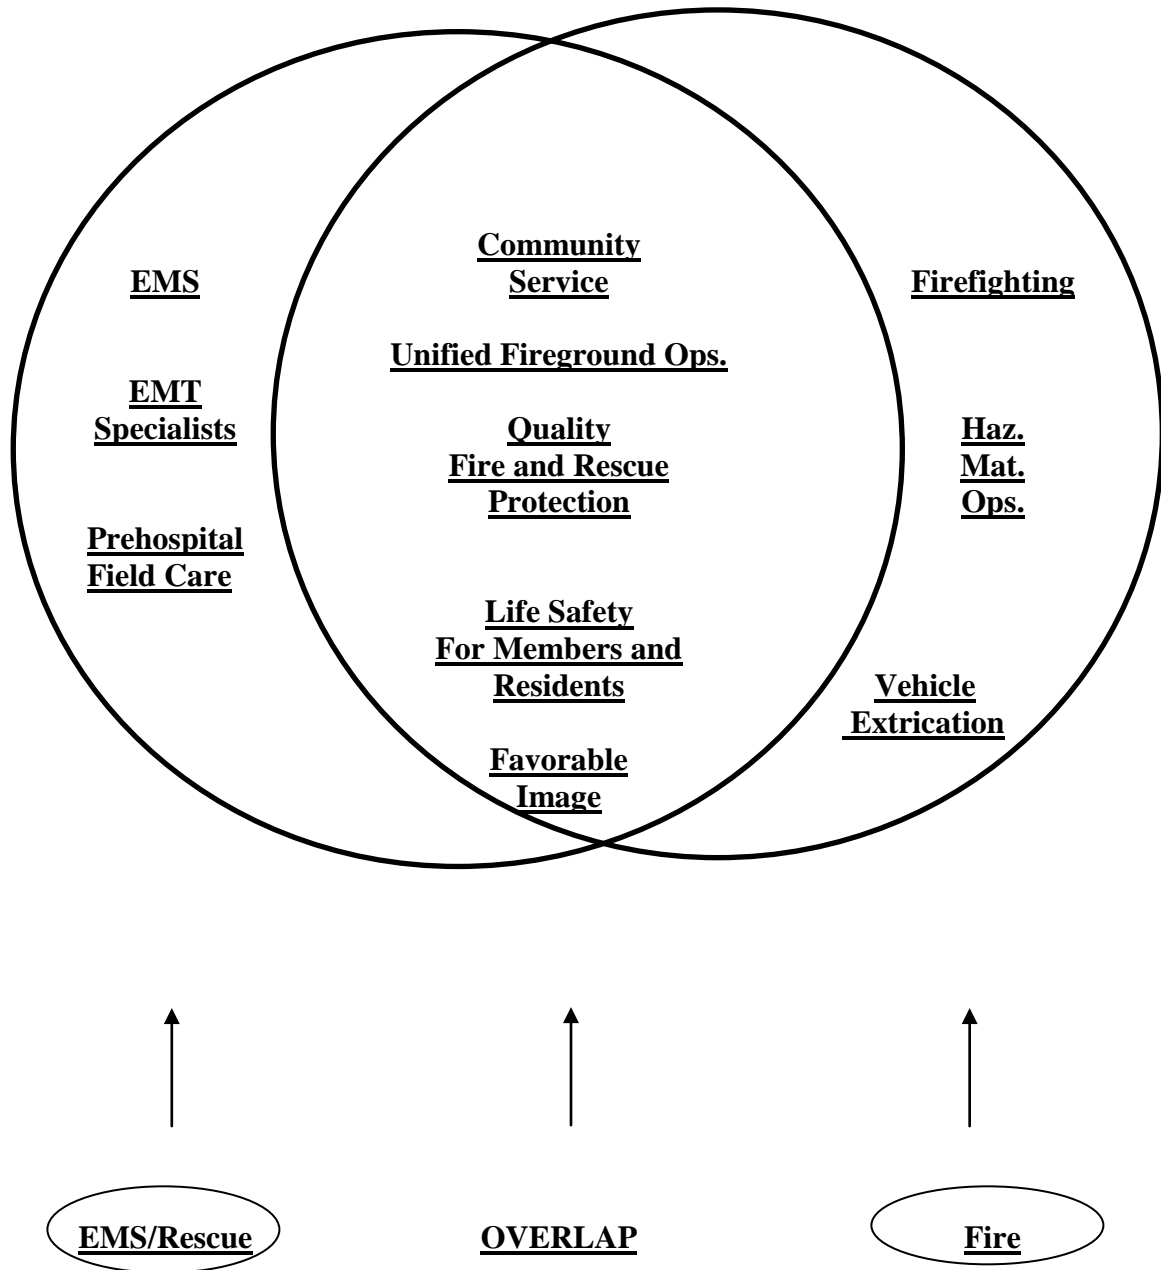 EMS
EMT
Specialists
Prehospital
Field Care
Community
Service
Unified Fireground Ops.
Quality
Fire and Rescue
Protection
Life Safety
For Members and
Residents
Favorable
Image
Firefighting
Haz.
Mat.
Ops.
Vehicle
Extrication
EMS/Rescue
OVERLAP
Fire